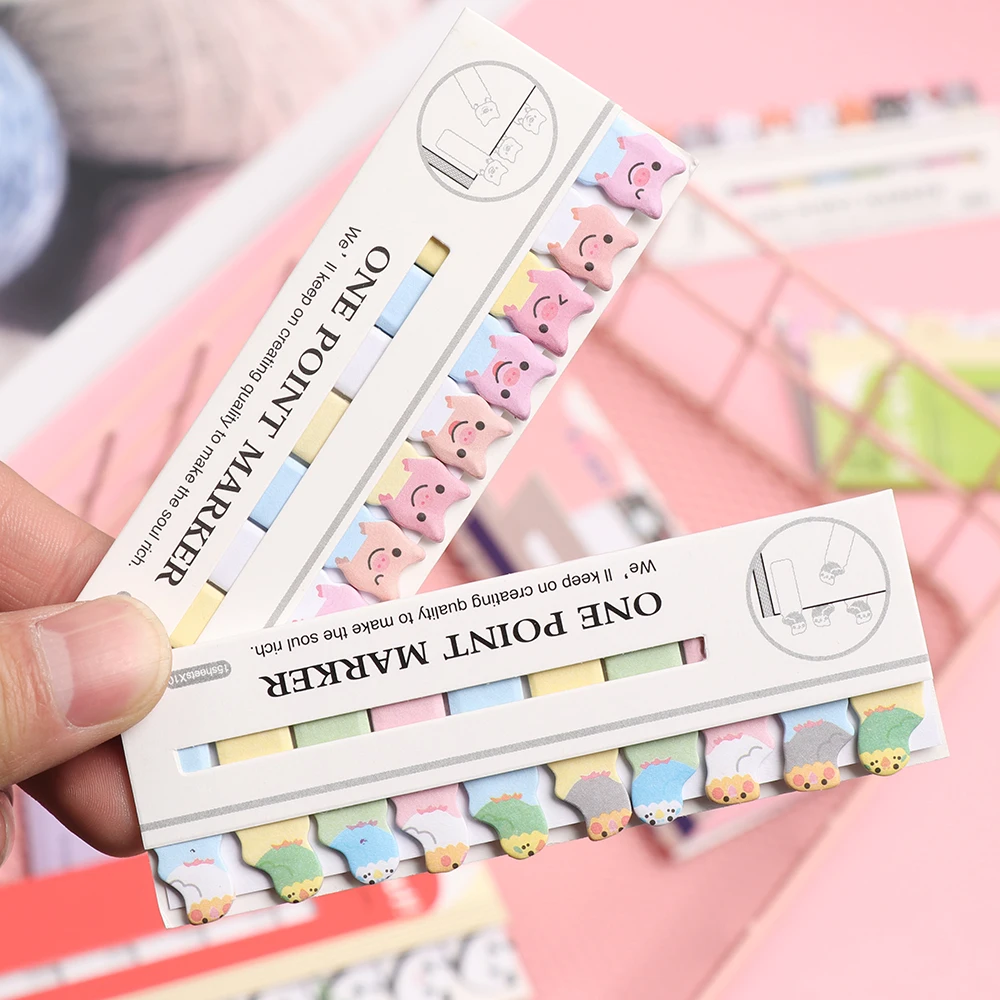 We'll keep on creating quality to make the soul rich.
ONE POINT MARKER
We'll keep on creating quality to make the soul rich.
ONE POINT MARKER
15sheetsX10